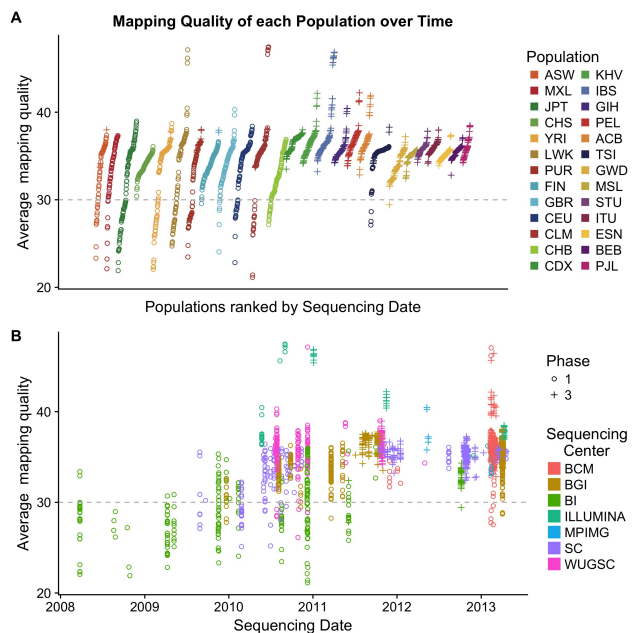 A
Mapping Quality of each Population over Time
Average mapping quality
40
30
20
Populations ranked by Sequencing Date
Population
ASW KHV
MXL IBS
JPT GIH
CHS PEL
YRI ACB
LWK TSI
PUR GWD
FIN MSL
GBR STU
CEU ITU
CLM ESN
CHB BEB
CDX PJL
B
Average mapping quality
40
30
20
2008 2009 2010 2011 2012 2013
Sequencing Date
Phase
1
3
Sequencing
Center
BCM
BGI
BI
ILLUMINA
MPIMG
SC
WUGSC